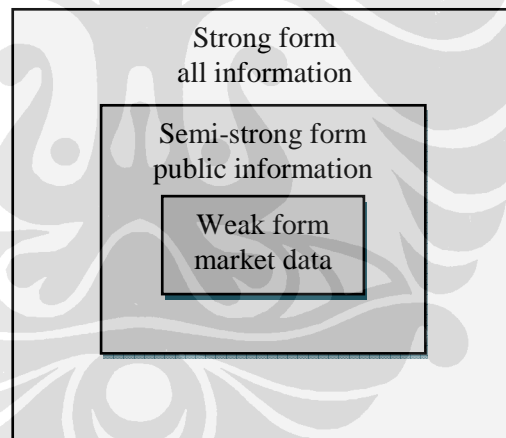 Strong form
all information
Semi-strong form
public information
Weak form
market data